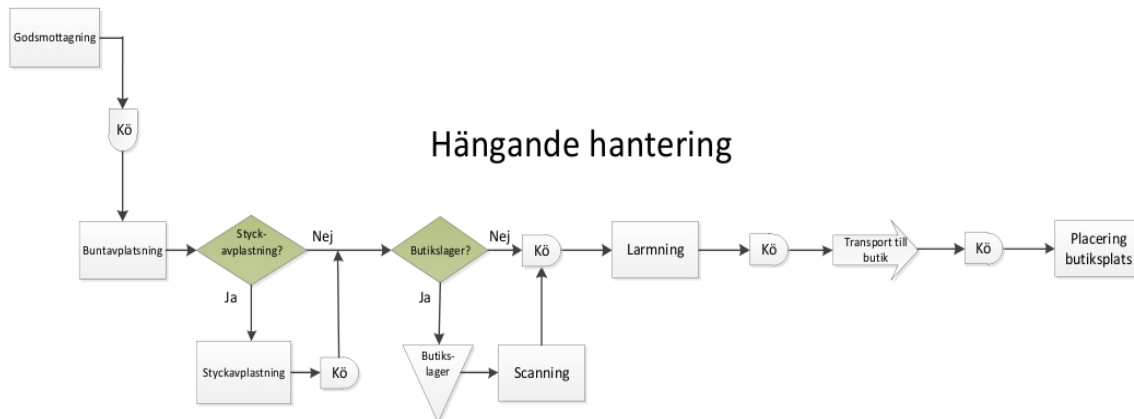 Godsmottagning
Kö
Hängande hantering
Buntavplatsning
Styck-
avplastning?
Nej
Butikslager?
Nej
Kö
Larmning
Kö
Transport till
butik
Kö
Placering
butiksplats
Ja
Ja
Styckavplastning
Kö
Butiks-
lager
Scanning